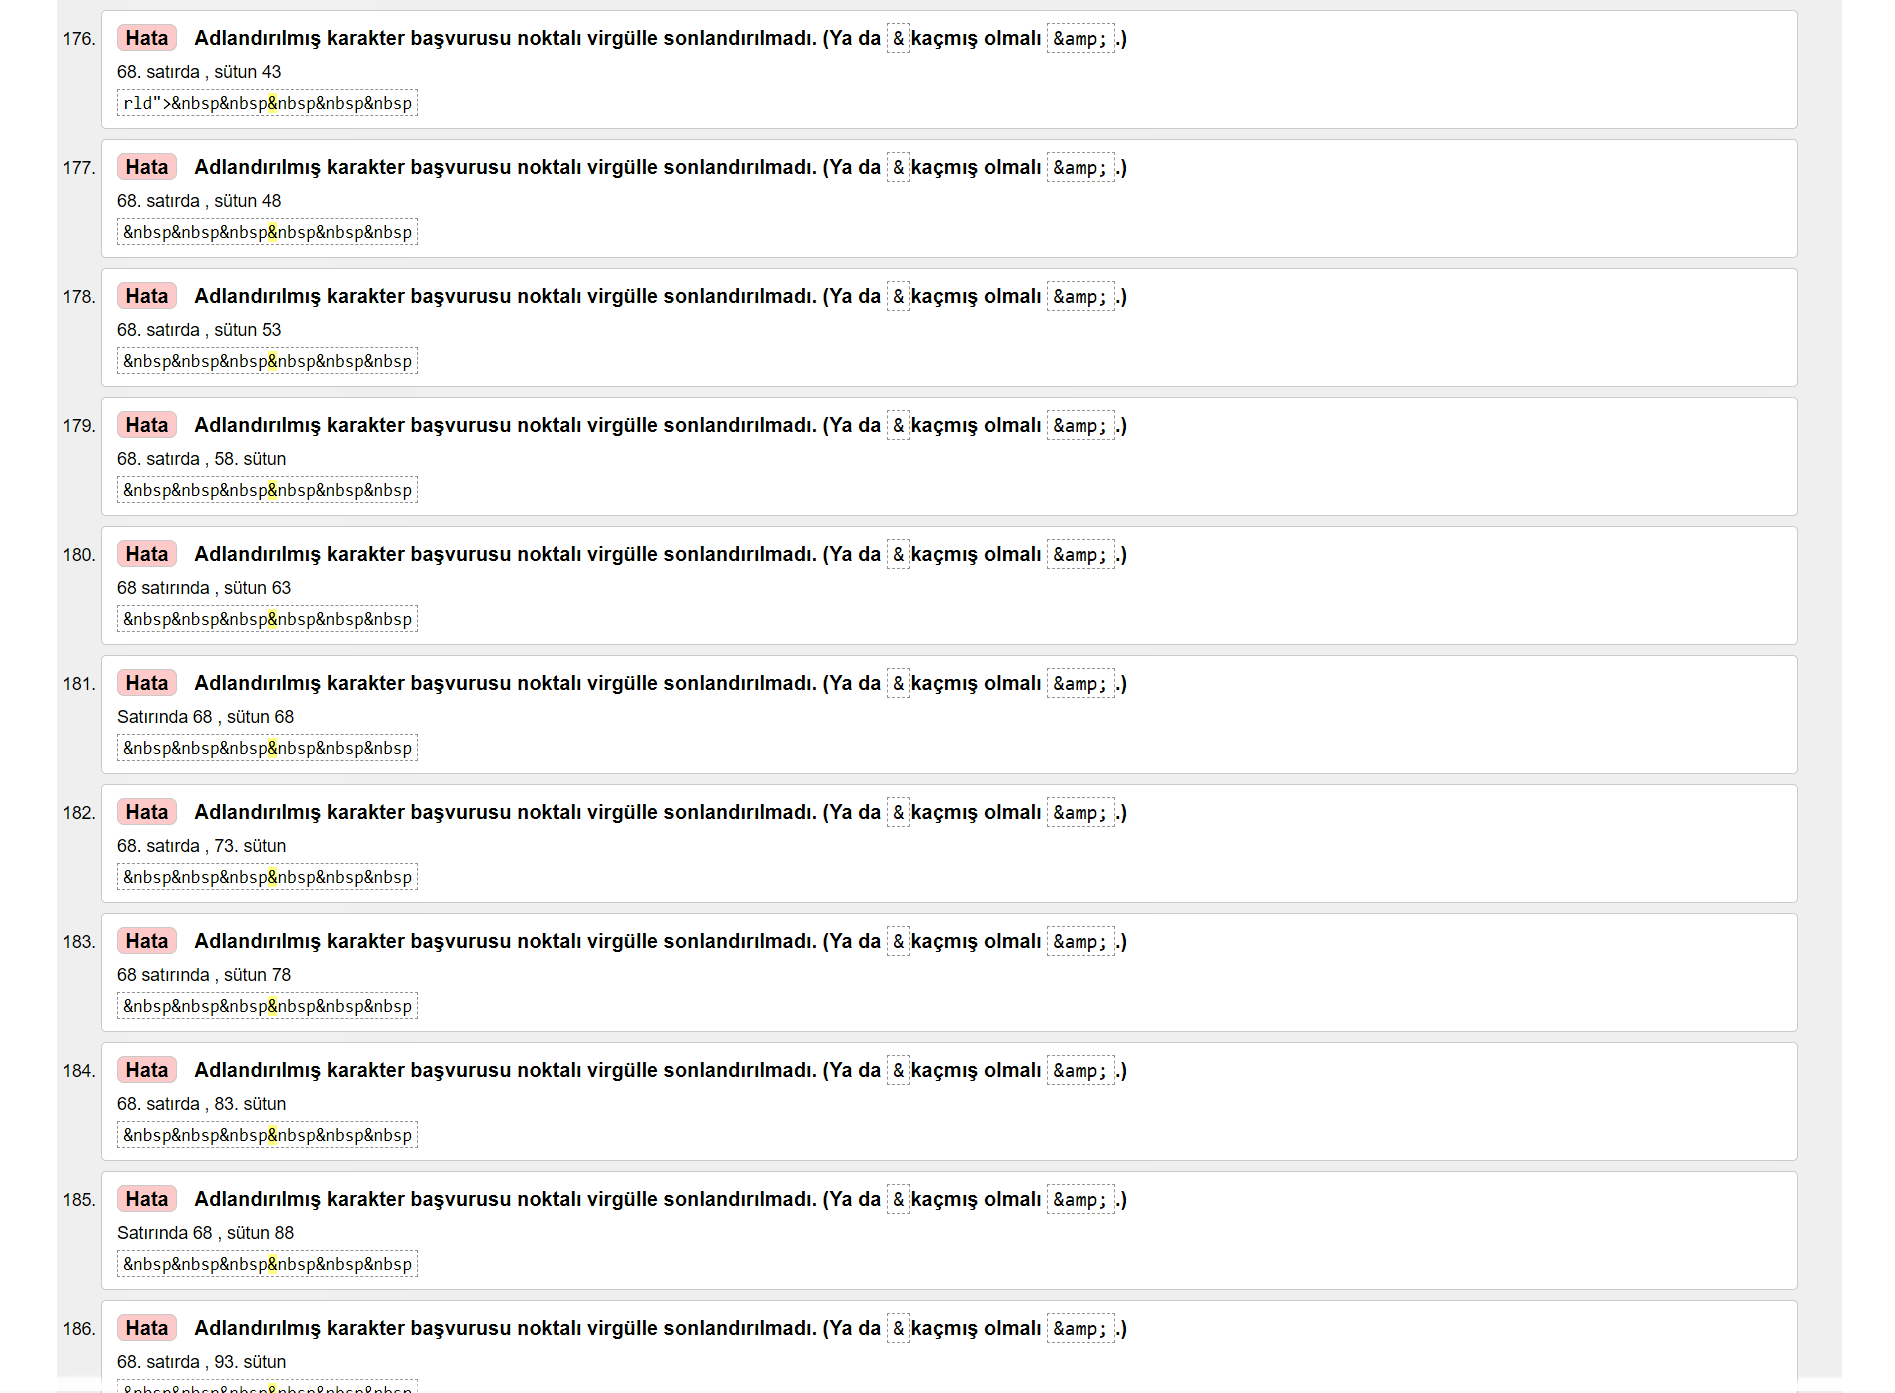 176. Hata Adlandırılmış karakter başvurusu noktalı virgülle sonlandırılmadı. (Ya da & kaçmış olmalı &amp; .)
68. satırda , sütun 43
rld">&nbsp&nbsp&nbsp&nbsp&nbsp
177. Hata Adlandırılmış karakter başvurusu noktalı virgülle sonlandırılmadı. (Ya da & kaçmış olmalı &amp; .)
68. satırda , sütun 48
&nbsp&nbsp&nbsp&nbsp&nbsp&nbsp
178. Hata Adlandırılmış karakter başvurusu noktalı virgülle sonlandırılmadı. (Ya da & kaçmış olmalı &amp; .)
68. satırda , sütun 53
&nbsp&nbsp&nbsp&nbsp&nbsp&nbsp
179. Hata Adlandırılmış karakter başvurusu noktalı virgülle sonlandırılmadı. (Ya da & kaçmış olmalı &amp; .)
68. satırda , 58. sütun
&nbsp&nbsp&nbsp&nbsp&nbsp&nbsp
180. Hata Adlandırılmış karakter başvurusu noktalı virgülle sonlandırılmadı. (Ya da & kaçmış olmalı &amp; .)
68 satırında , sütun 63
&nbsp&nbsp&nbsp&nbsp&nbsp&nbsp
181. Hata Adlandırılmış karakter başvurusu noktalı virgülle sonlandırılmadı. (Ya da & kaçmış olmalı &amp; .)
Satırında 68 , sütun 68
&nbsp&nbsp&nbsp&nbsp&nbsp&nbsp
182. Hata Adlandırılmış karakter başvurusu noktalı virgülle sonlandırılmadı. (Ya da & kaçmış olmalı &amp; .)
68. satırda , 73. sütun
&nbsp&nbsp&nbsp&nbsp&nbsp&nbsp
183. Hata Adlandırılmış karakter başvurusu noktalı virgülle sonlandırılmadı. (Ya da & kaçmış olmalı &amp; .)
68 satırında , sütun 78
&nbsp&nbsp&nbsp&nbsp&nbsp&nbsp
184. Hata Adlandırılmış karakter başvurusu noktalı virgülle sonlandırılmadı. (Ya da & kaçmış olmalı &amp; .)
68. satırda , 83. sütun
&nbsp&nbsp&nbsp&nbsp&nbsp&nbsp
185. Hata Adlandırılmış karakter başvurusu noktalı virgülle sonlandırılmadı. (Ya da & kaçmış olmalı &amp; .)
Satırında 68 , sütun 88
&nbsp&nbsp&nbsp&nbsp&nbsp&nbsp
186. Hata Adlandırılmış karakter başvurusu noktalı virgülle sonlandırılmadı. (Ya da & kaçmış olmalı &amp; .)
68. satırda , 93. sütun
&nbsp&nbsp&nbsp&nbsp&nbsp&nbsp